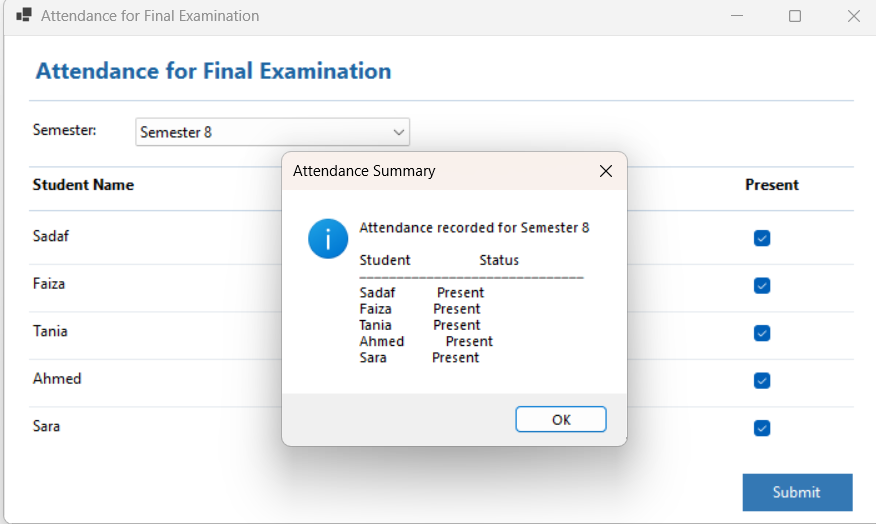 Attendance for Final Examination
Attendance for Final Examination
Semester: Semester 8
Student Name Present
Sadaf
Faiza
Tania
Ahmed
Sara
Submit
Attendance Summary
Attendance recorded for Semester 8
Student Status
------------------------------
Sadaf Present
Faiza Present
Tania Present
Ahmed Present
Sara Present
OK